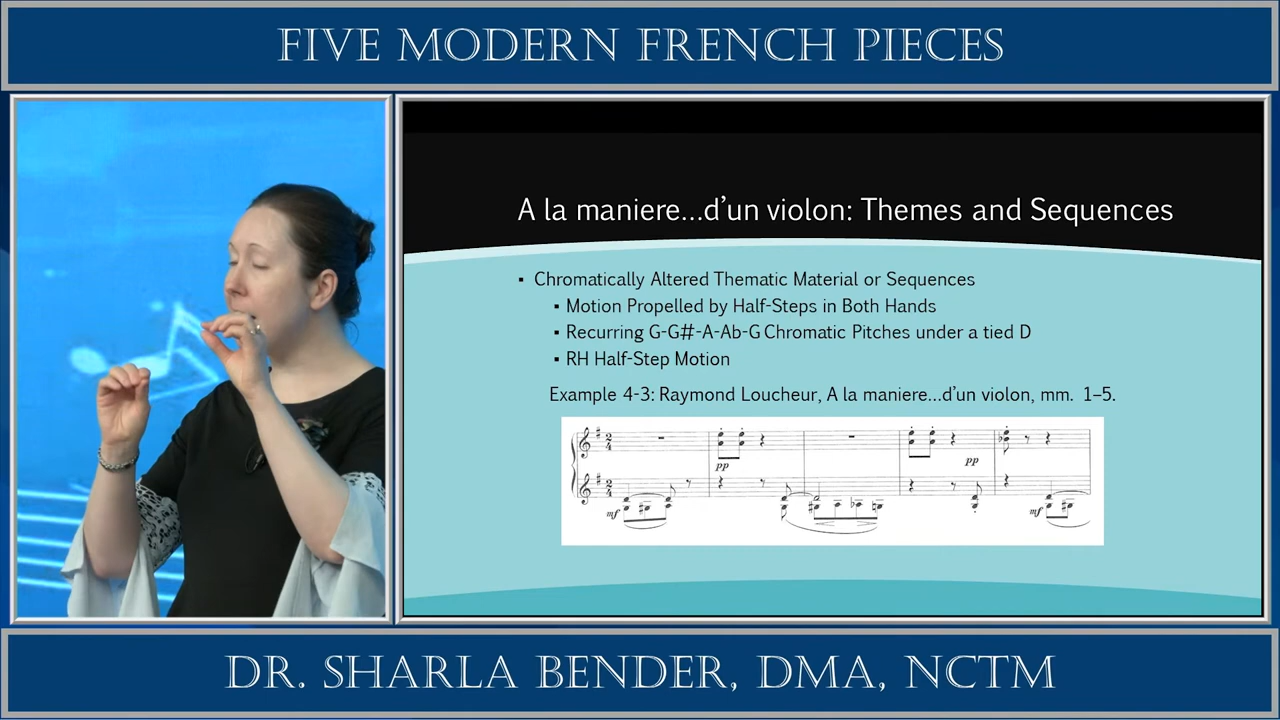 FIVE MODERN FRENCH PIECES
A la maniere...d'un violon: Themes and Sequences
▪ Chromatically Altered Thematic Material or Sequences
▪ Motion Propelled by Half-Steps in Both Hands
▪ Recurring G-G#-A-Ab-G Chromatic Pitches under a tied D
▪ RH Half-Step Motion
Example 4-3: Raymond Loucheur, A la maniere...d'un violon, mm. 1–5.
pp
pp
mf
mf
DR. SHARLA BENDER, DMA, NCTM